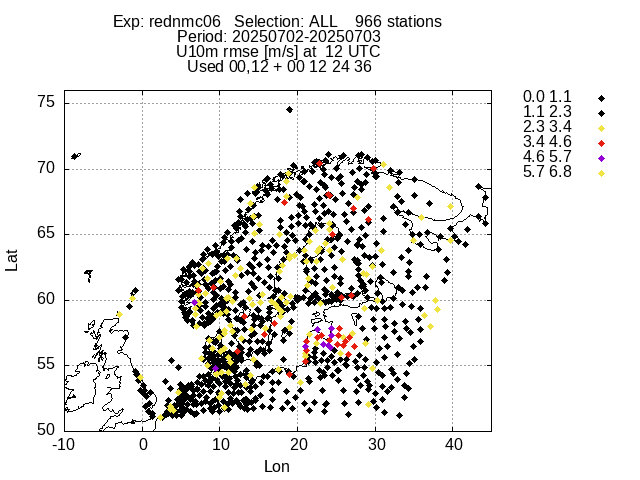 Exp: rednmc06   Selection: ALL    966 stations
Period: 20250702-20250703
U10m rmse [m/s] at  12 UTC
Used 00,12 + 00 12 24 36
0.0 1.1
1.1 2.3
2.3 3.4
3.4 4.6
4.6 5.7
5.7 6.8
75
70
65
60
55
50
Lat
-10 0 10 20 30 40
Lon